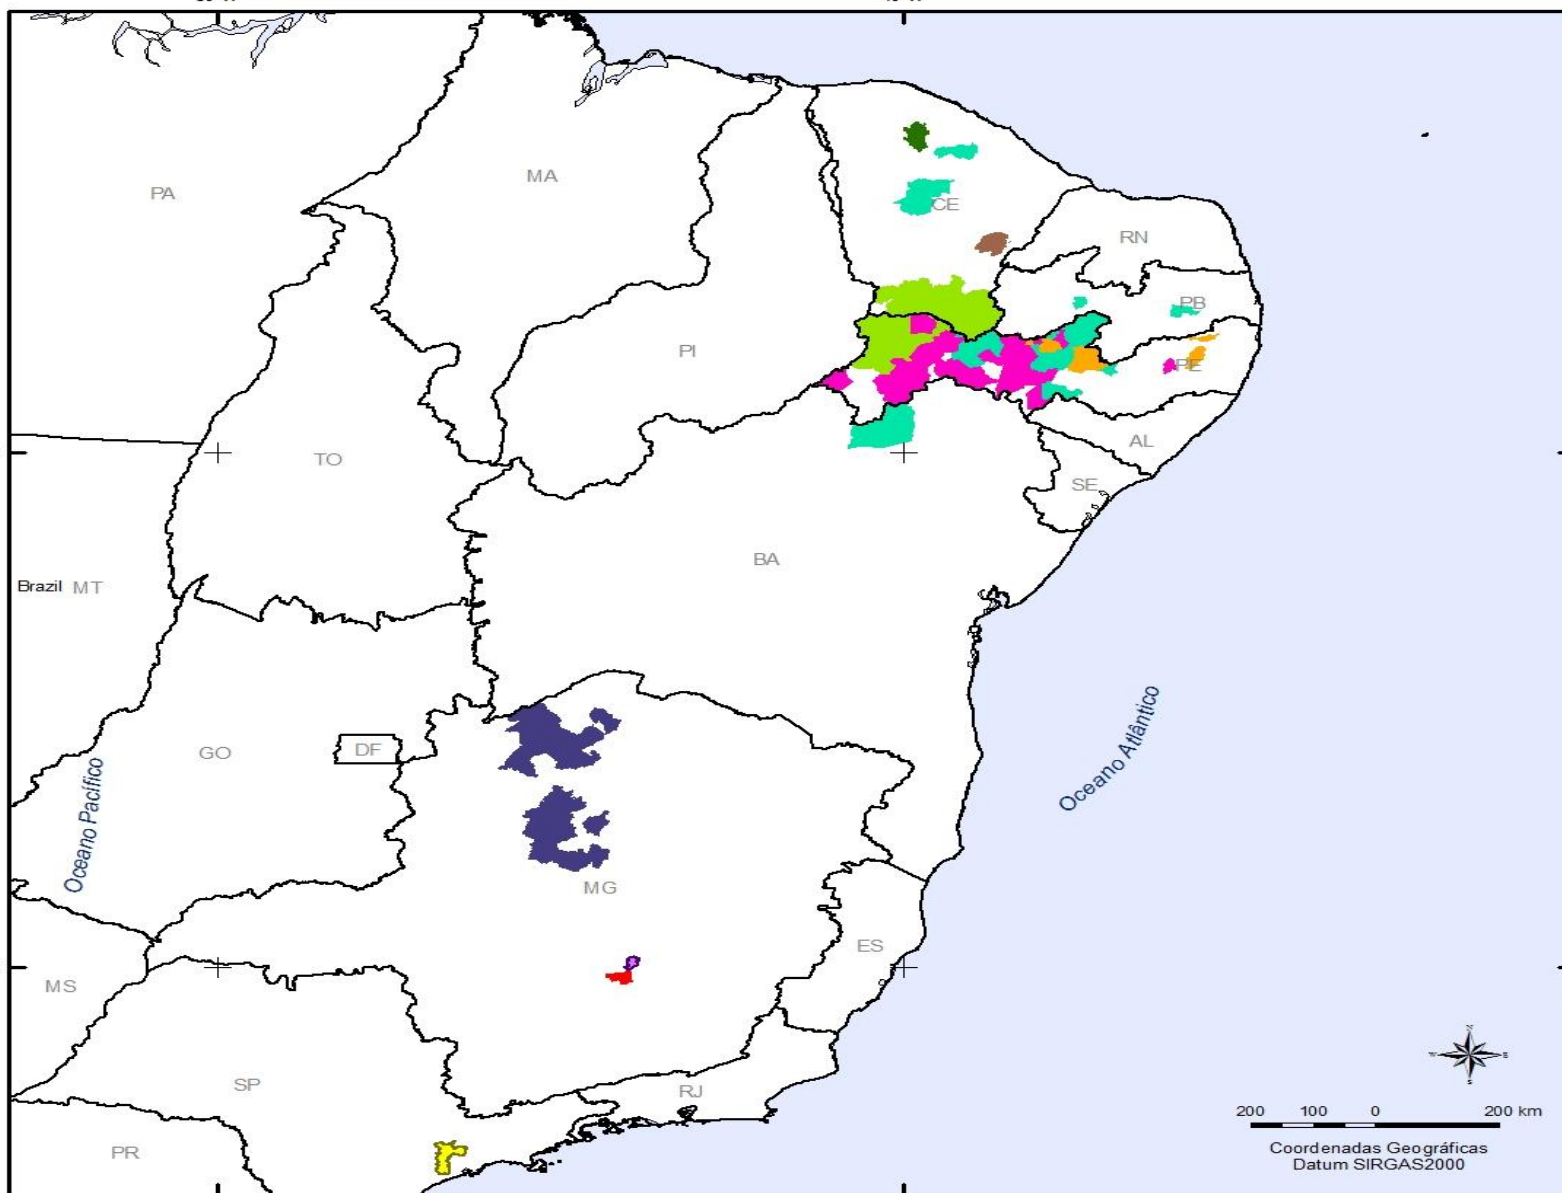 PA
MA
CE
RN
PB
PI
PE
AL
TO
SE
BA
Brazil
MT
GO
DF
Oceano Pacífico
Oceano Atlântico
MG
ES
MS
SP
RJ
PR
N
W
E
S
200 100 0 200 km
Coordenadas Geográficas
Datum SIRGAS2000